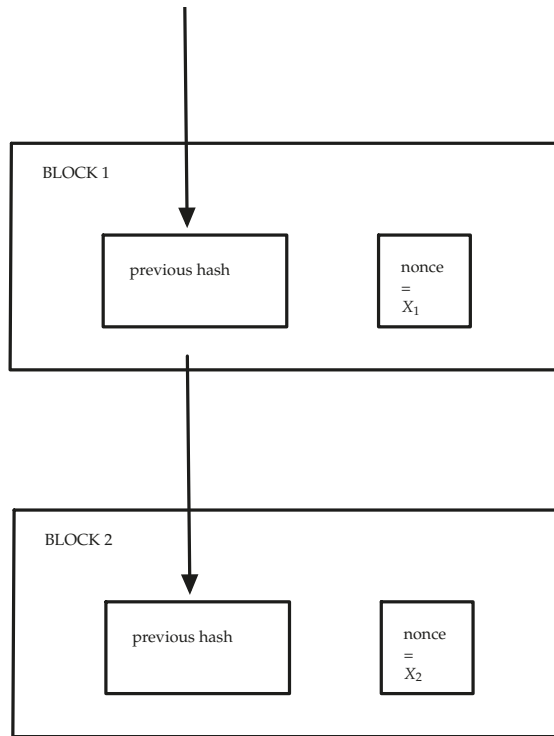 BLOCK 1
previous hash
nonce
=
X₁
BLOCK 2
previous hash
nonce
=
X₂